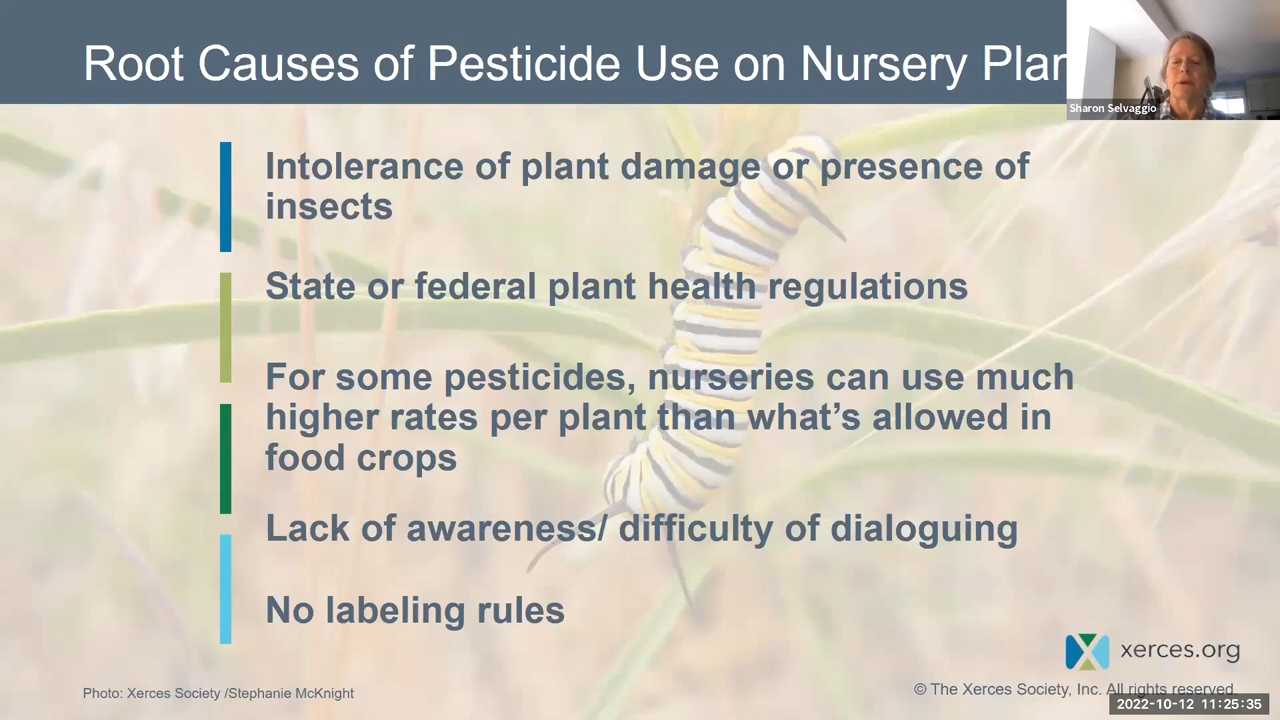 Root Causes of Pesticide Use on Nursery Plan
Sharon Selvaggio
Intolerance of plant damage or presence of
insects
State or federal plant health regulations
For some pesticides, nurseries can use much
higher rates per plant than what’s allowed in
food crops
Lack of awareness/ difficulty of dialoguing
No labeling rules
xerces.org
Photo: Xerces Society /Stephanie McKnight
© The Xerces Society, Inc. All rights reserved.
2022-10-12 11:25:35